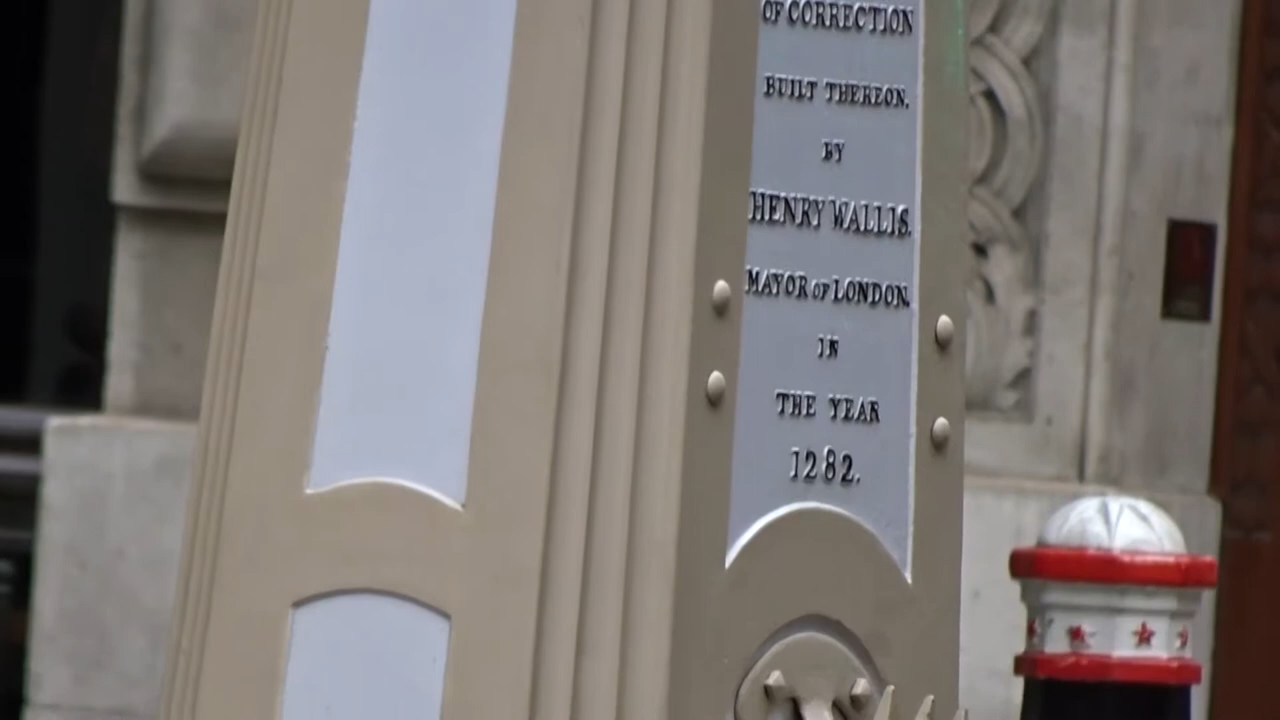 OF CORRECTION
BUILT THEREON.
BY
HENRY WALLIS.
MAYOR OF LONDON.
IN
THE YEAR
1282.